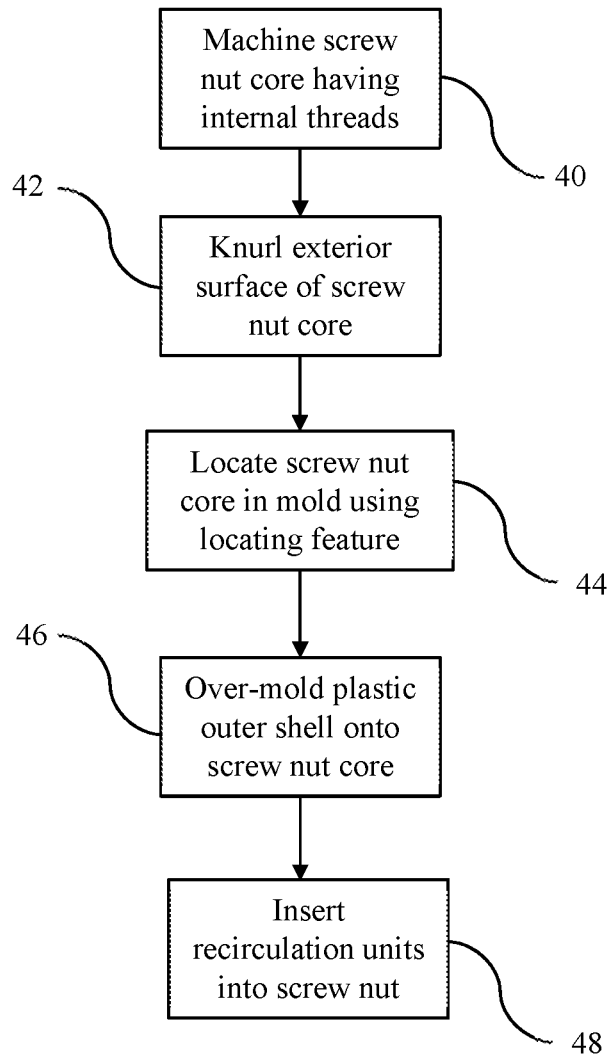 Machine screw
nut core having
internal threads
40
42
Knurl exterior
surface of screw
nut core
Locate screw nut
core in mold using
locating feature
44
46
Over-mold plastic
outer shell onto
screw nut core
Insert
recirculation units
into screw nut
48